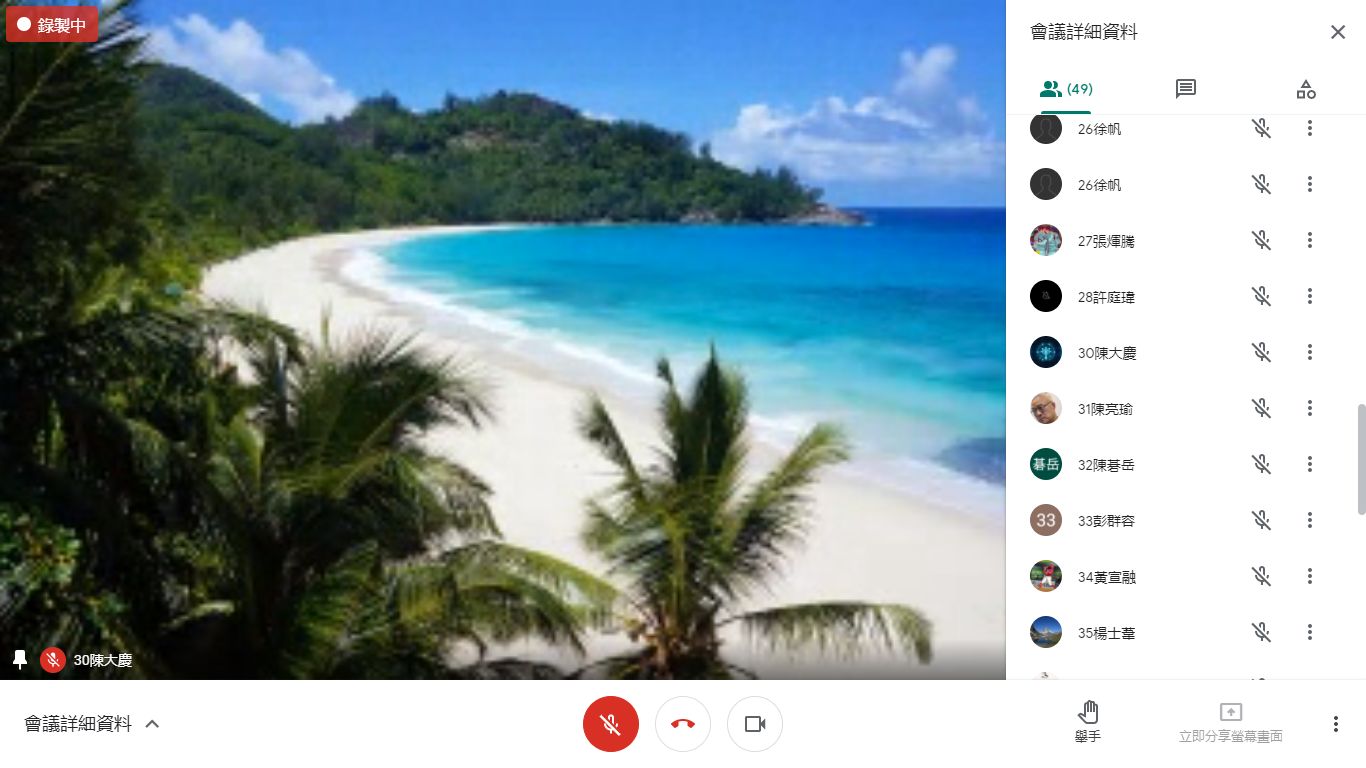 錄製中
會議詳細資料
(49)
26徐帆
26徐帆
27張煇騰
28許庭瑋
30陳大慶
31陳亮瑜
碁岳
32陳碁岳
33
33彭群容
34黃宣融
35楊士葦
30陳大慶
會議詳細資料
舉手
立即分享螢幕畫面